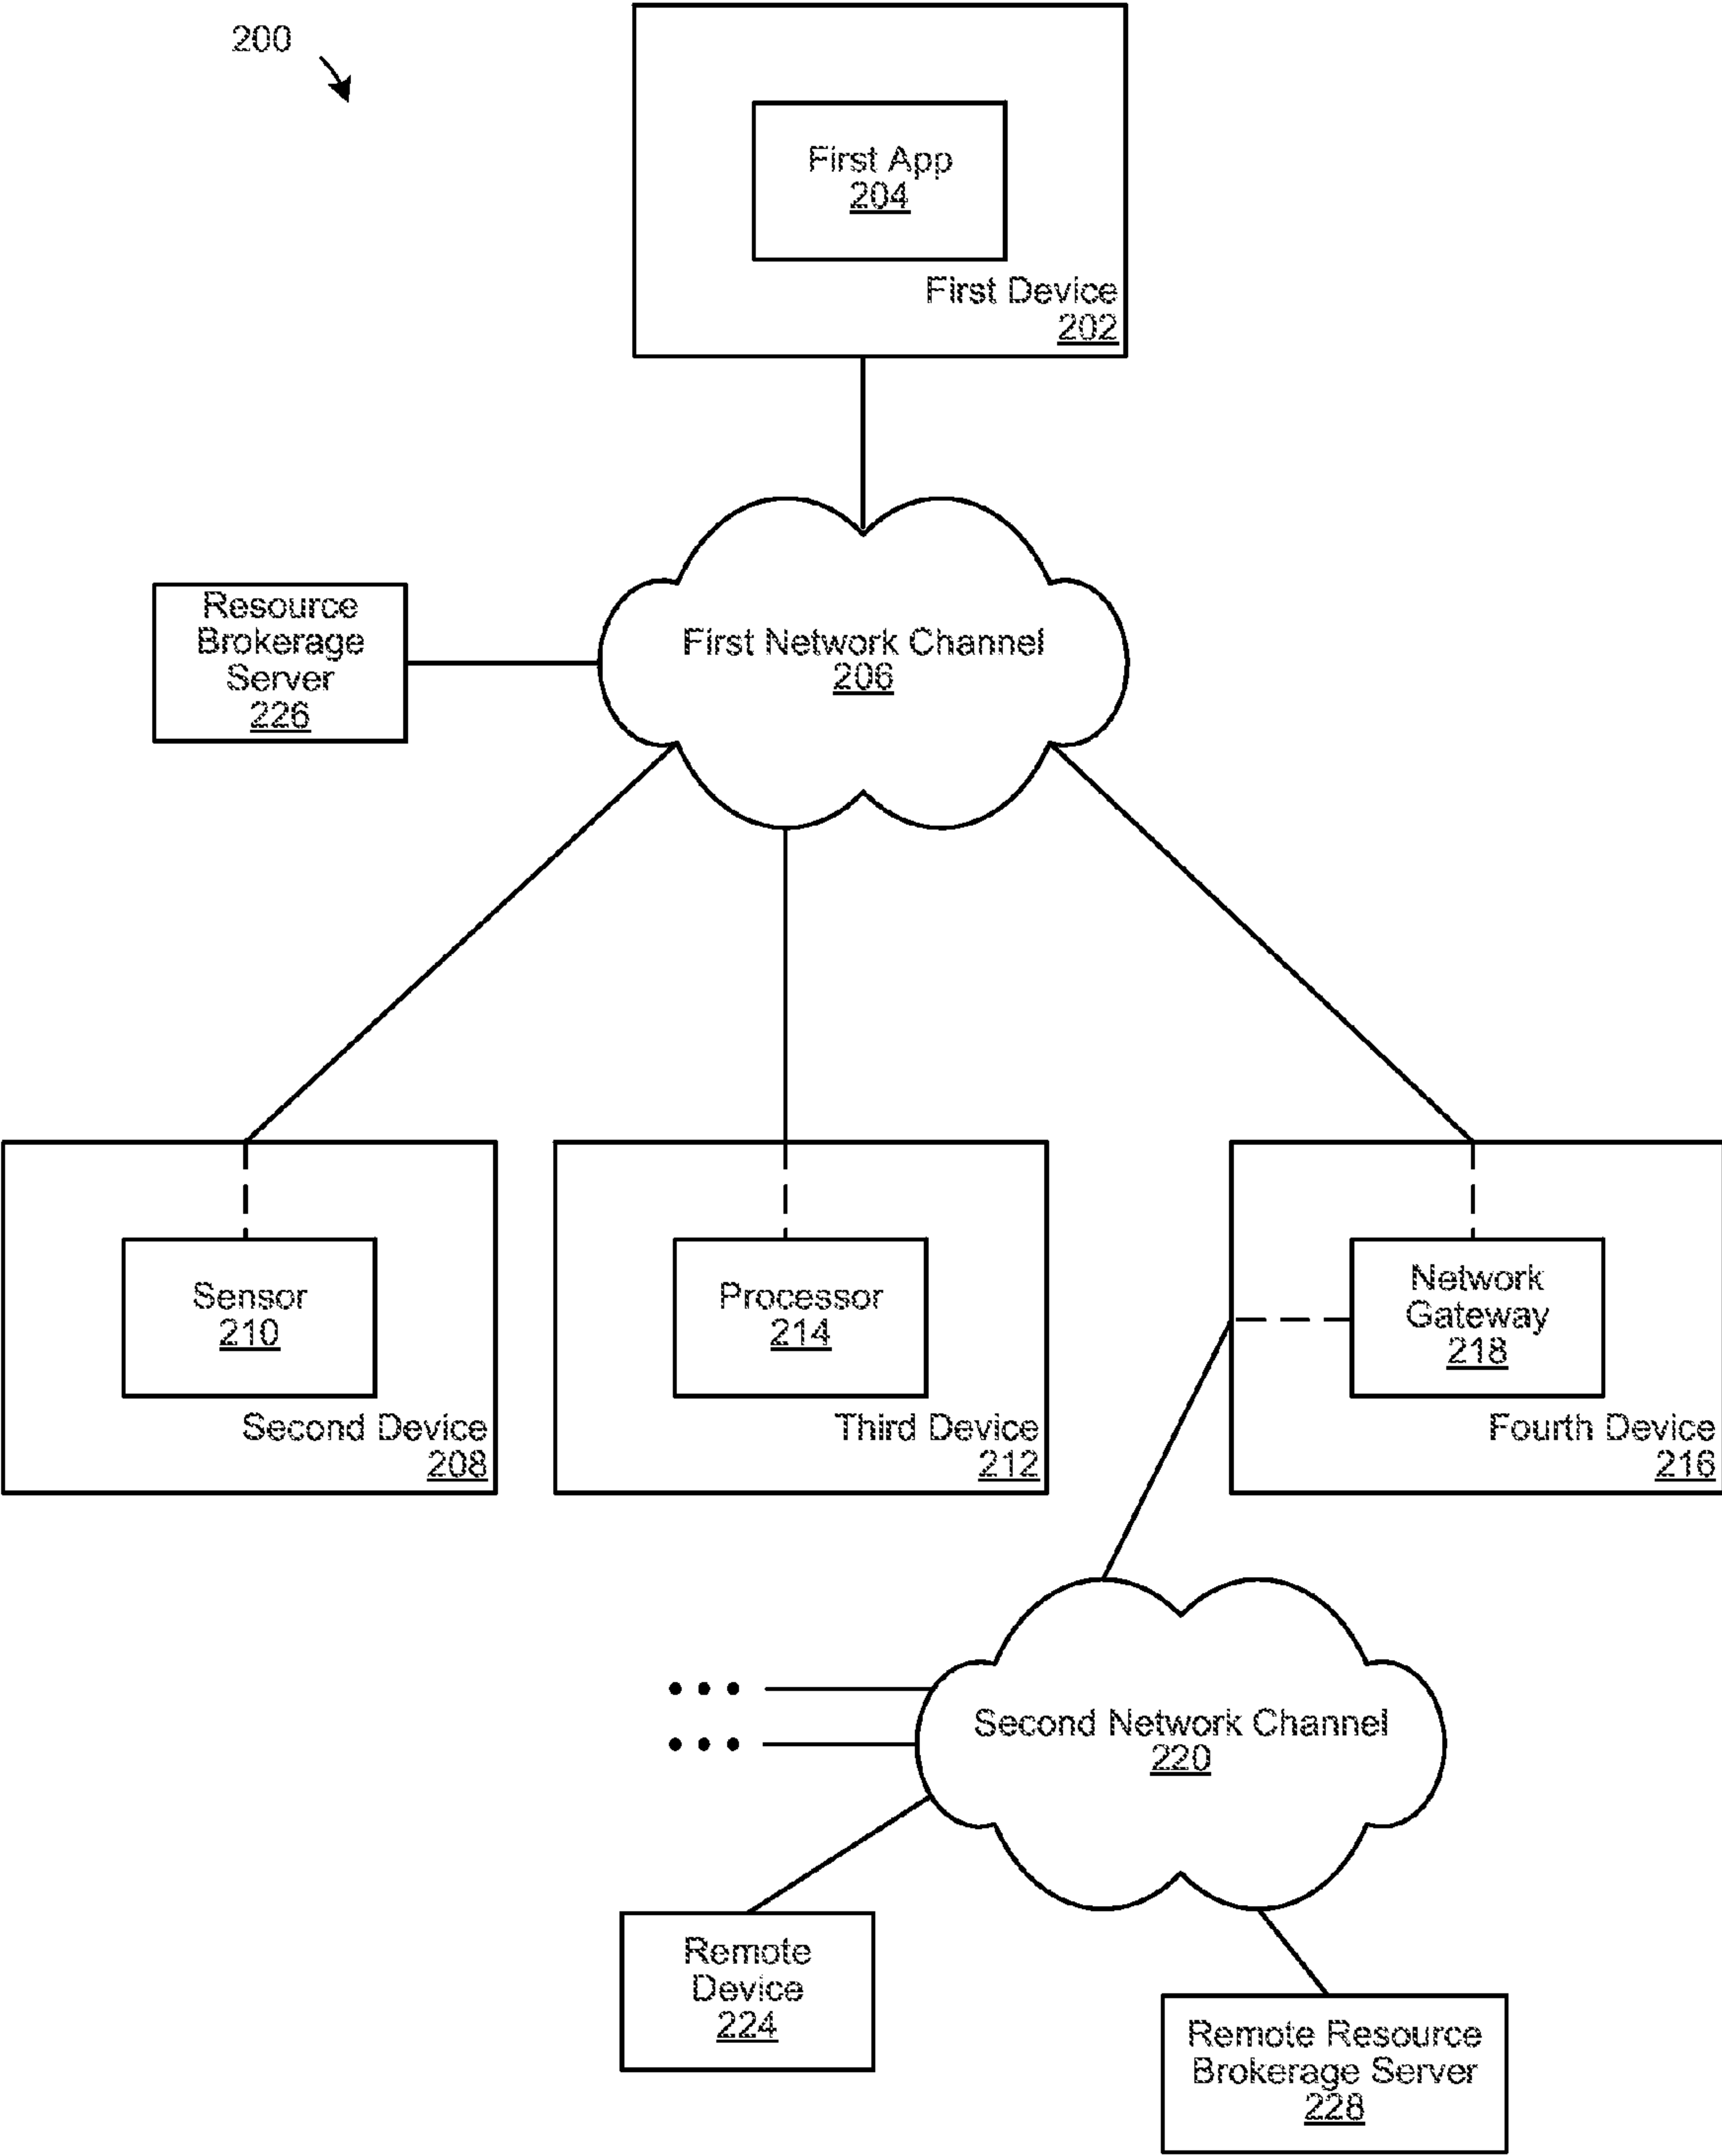 200
First App
204
First Device
202
Resource
Brokerage
Server
226
First Network Channel
206
Sensor
210
Second Device
208
Processor
214
Third Device
212
Network
Gateway
218
Fourth Device
216
Second Network Channel
220
Remote
Device
224
Remote Resource
Brokerage Server
228